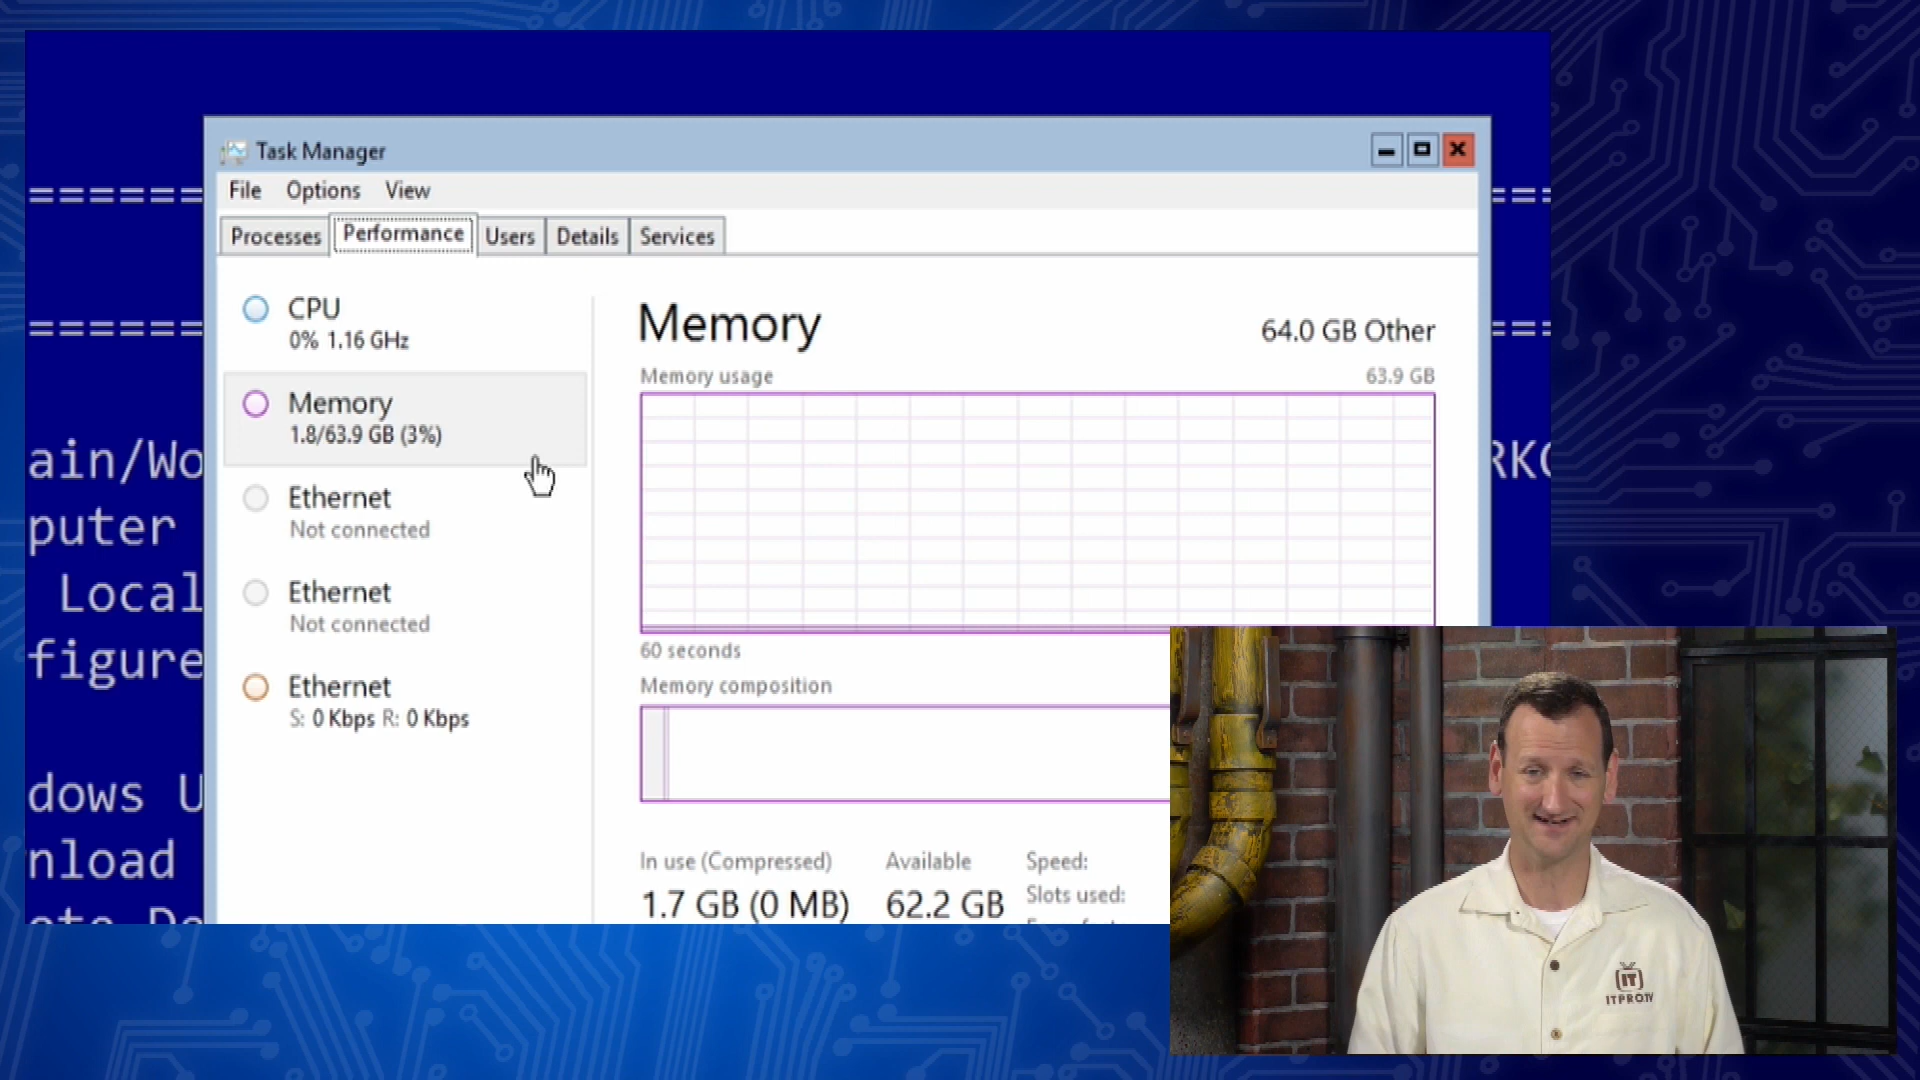 Task Manager
File Options View
Processes Performance Users Details Services
CPU
0% 1.16 GHz
Memory
1.8/63.9 GB (3%)
Ethernet
Not connected
Ethernet
Not connected
Ethernet
S: 0 Kbps R: 0 Kbps
Memory
64.0 GB Other
Memory usage
63.9 GB
60 seconds
Memory composition
In use (Compressed)
1.7 GB (0 MB)
Available
62.2 GB
Speed:
Slots used:
======
===
======
===
ain/Wo
RKO
puter
Local
figure
dows U
nload
IT
ITPROTV